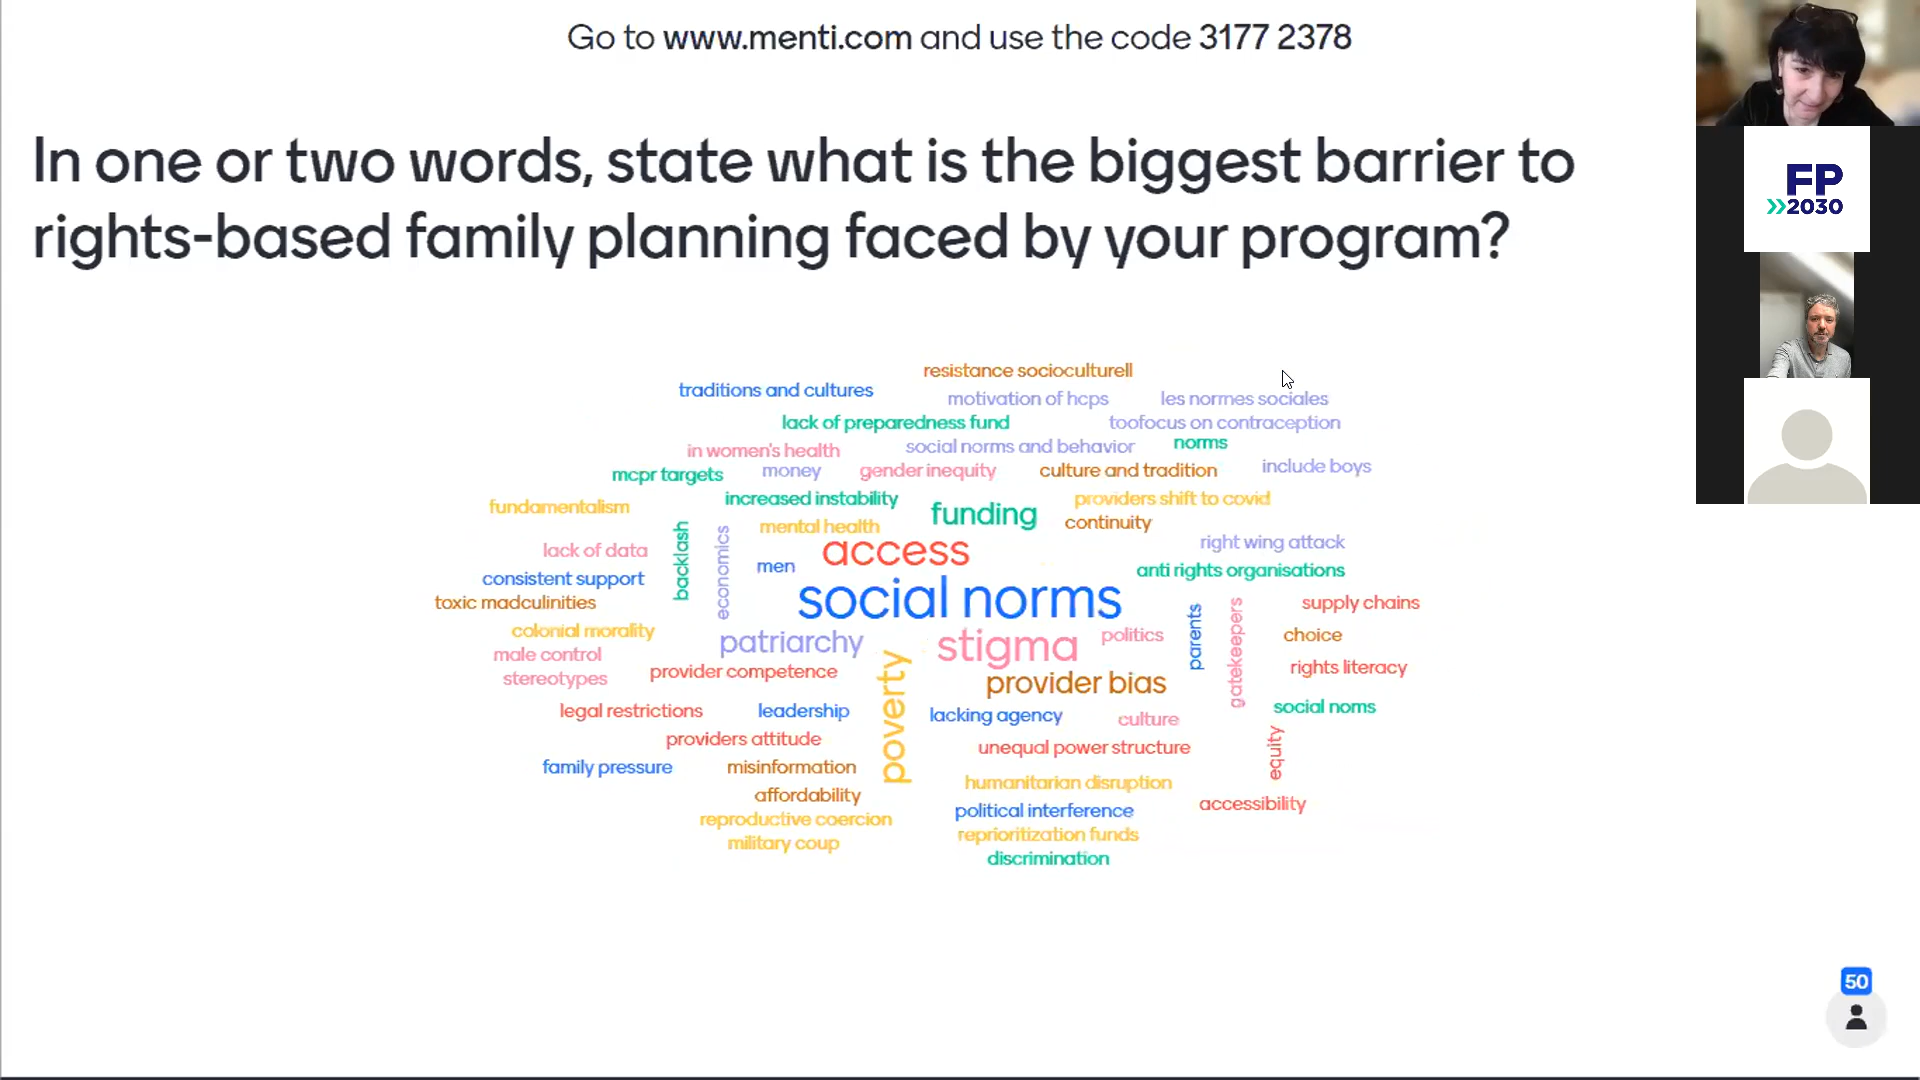 Go to www.menti.com and use the code 3177 2378
In one or two words, state what is the biggest barrier to
rights-based family planning faced by your program?
FP
2030
resistance socioculturell
traditions and cultures
motivation of hcps
les normes sociales
lack of preparedness fund
toofocus on contraception
in women's health
social norms and behavior
norms
mcpr targets
money
gender inequity
culture and tradition
include boys
fundamentalism
increased instability
funding
providers shift to covid
mental health
continuity
lack of data
backlash
economics
men
access
right wing attack
consistent support
anti rights organisations
toxic madculinities
social norms
supply chains
colonial morality
patriarchy
stigma
politics
parents
gatekeepers
choice
male control
provider competence
rights literacy
stereotypes
poverty
provider bias
legal restrictions
leadership
lacking agency
culture
social noms
providers attitude
unequal power structure
equity
family pressure
misinformation
humanitarian disruption
affordability
political interference
accessibility
reproductive coercion
reprioritization funds
military coup
discrimination
50